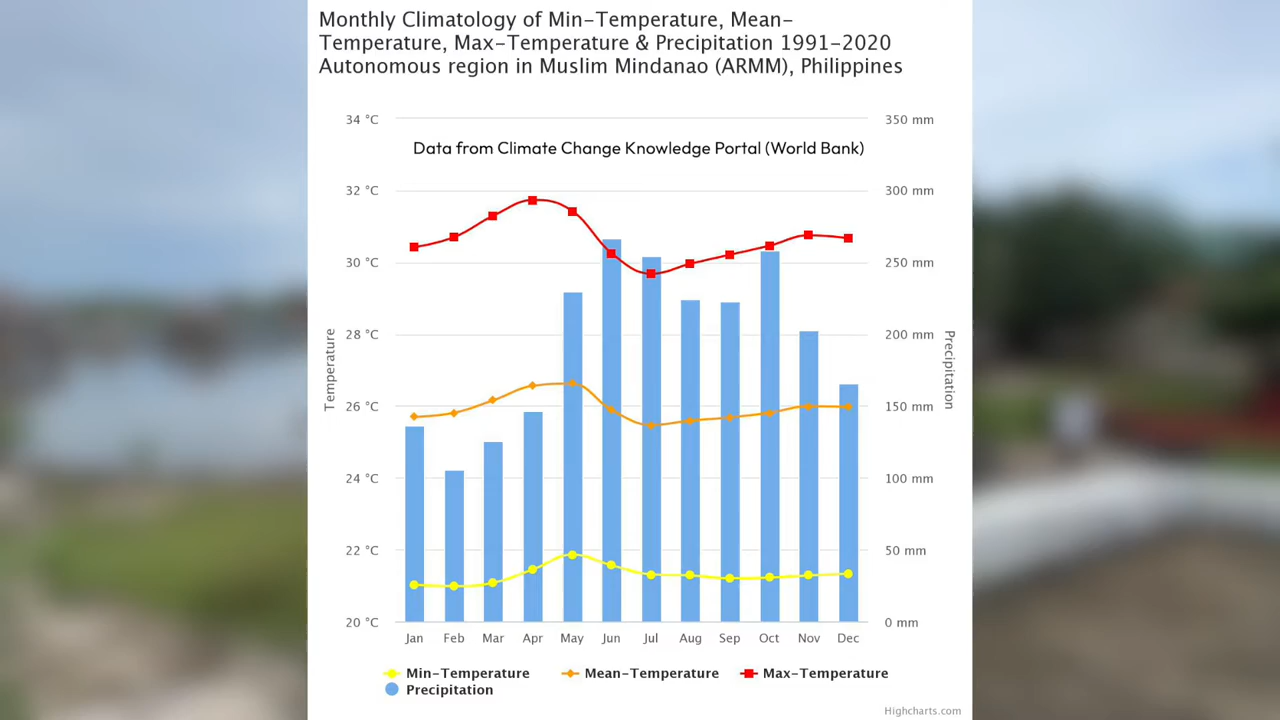 Monthly Climatology of Min-Temperature, Mean-
Temperature, Max-Temperature & Precipitation 1991-2020
Autonomous region in Muslim Mindanao (ARMM), Philippines
34 °C
350 mm
Data from Climate Change Knowledge Portal (World Bank)
32 °C
300 mm
30 °C
250 mm
28 °C
200 mm
Temperature
Precipitation
26 °C
150 mm
24 °C
100 mm
22 °C
50 mm
20 °C
0 mm
Jan Feb Mar Apr May Jun Jul Aug Sep Oct Nov Dec
Min-Temperature Mean-Temperature Max-Temperature
Precipitation
Highcharts.com